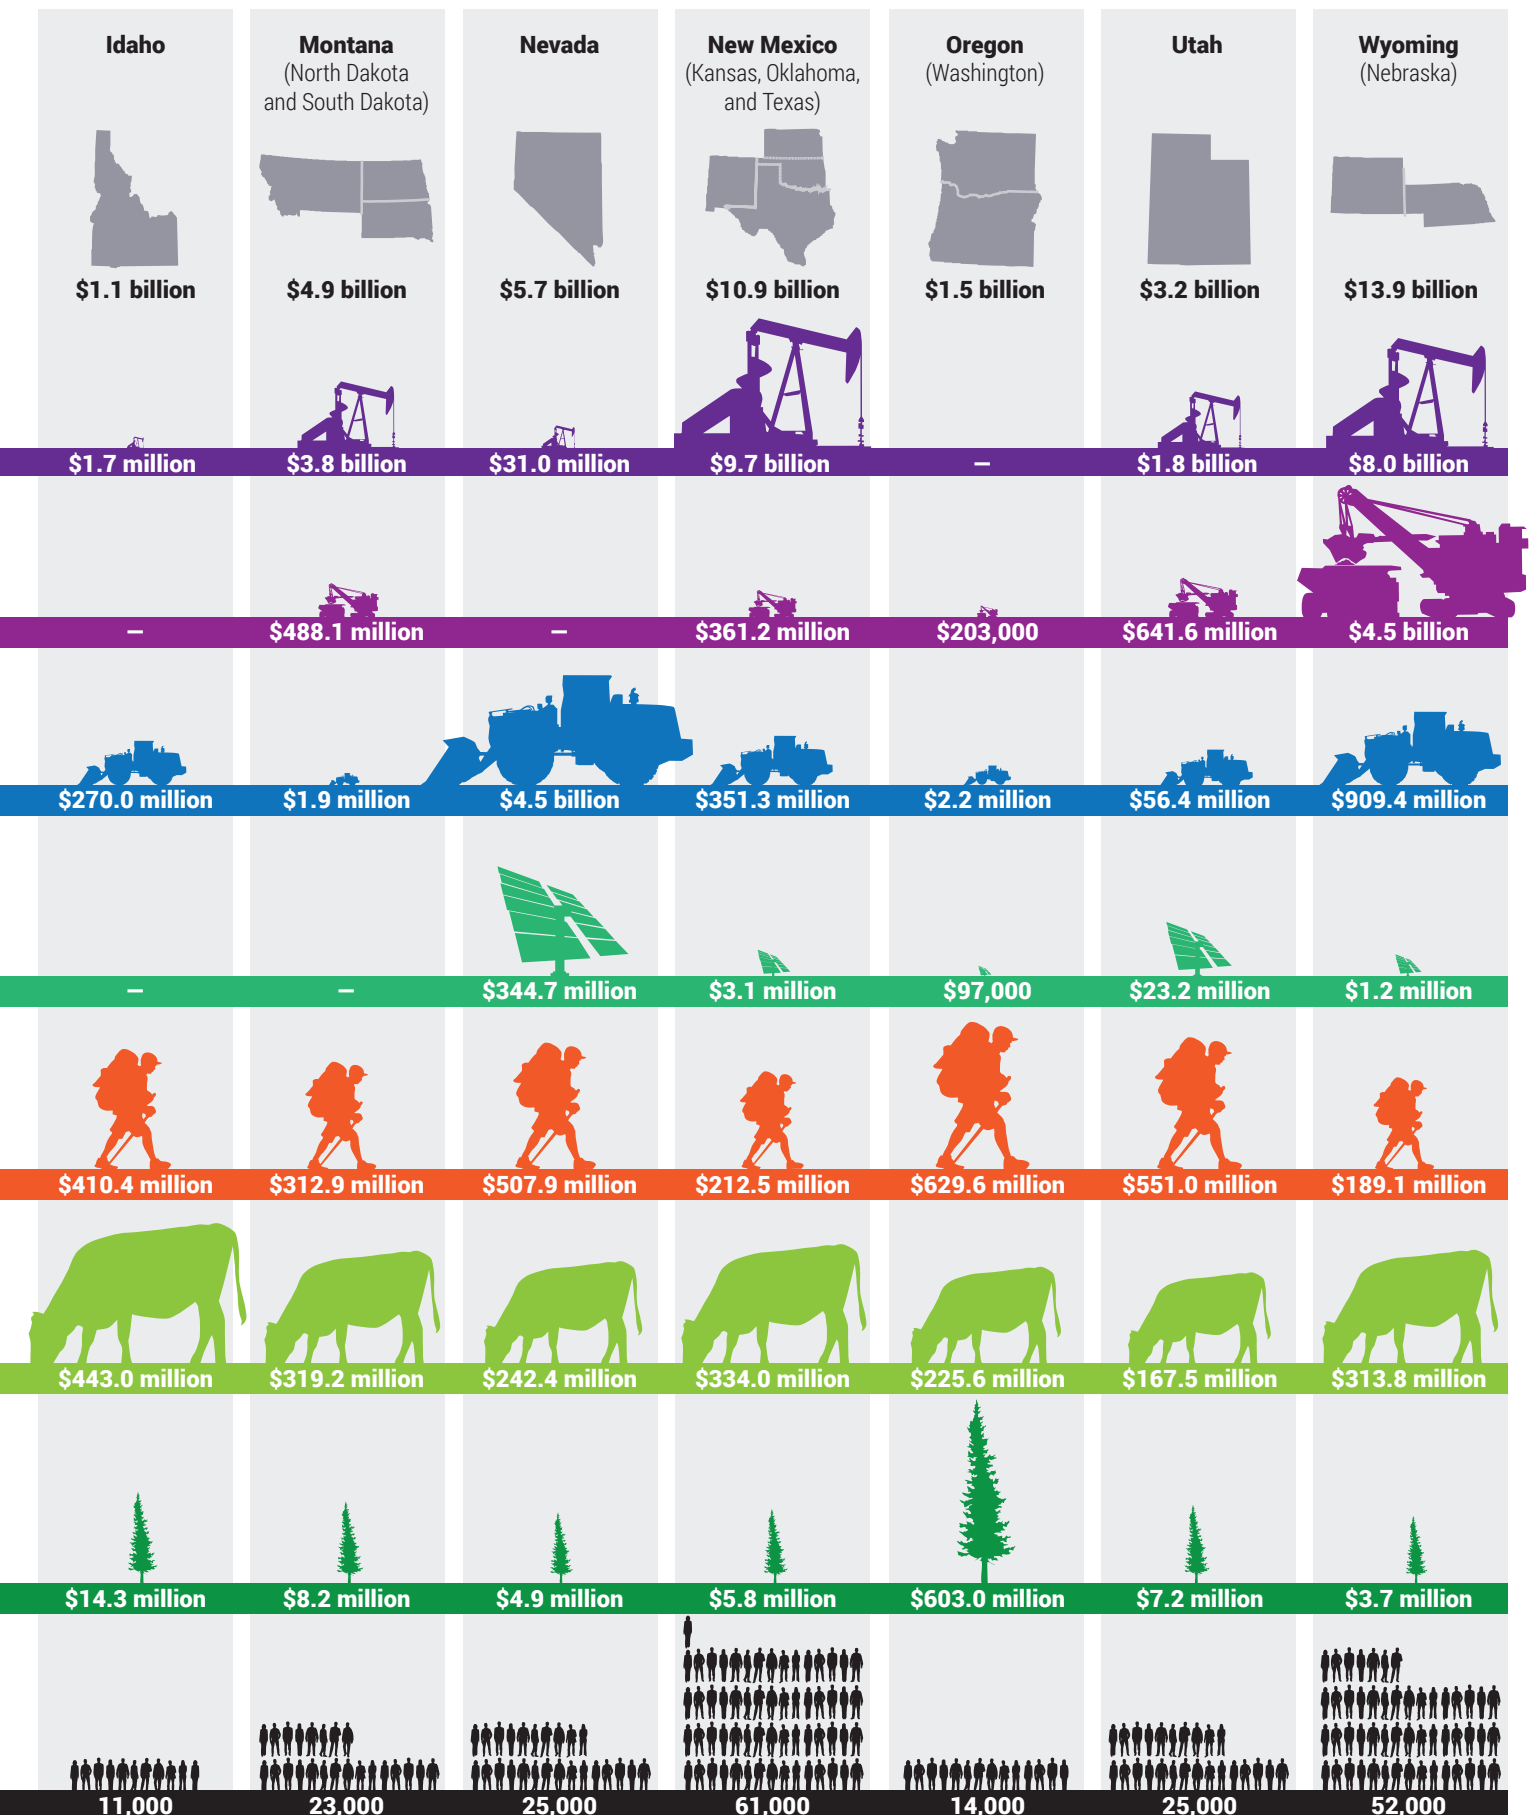 Idaho
Montana
(North Dakota
and South Dakota)
Nevada
New Mexico
(Kansas, Oklahoma,
and Texas)
Oregon
(Washington)
Utah
Wyoming
(Nebraska)
$1.1 billion $4.9 billion $5.7 billion $10.9 billion $1.5 billion $3.2 billion $13.9 billion
$1.7 million $3.8 billion $31.0 million $9.7 billion – $1.8 billion $8.0 billion
– $488.1 million – $361.2 million $203,000 $641.6 million $4.5 billion
$270.0 million $1.9 million $4.5 billion $351.3 million $2.2 million $56.4 million $909.4 million
– – $344.7 million $3.1 million $97,000 $23.2 million $1.2 million
$410.4 million $312.9 million $507.9 million $212.5 million $629.6 million $551.0 million $189.1 million
$443.0 million $319.2 million $242.4 million $334.0 million $225.6 million $167.5 million $313.8 million
$14.3 million $8.2 million $4.9 million $5.8 million $603.0 million $7.2 million $3.7 million
11,000 23,000 25,000 61,000 14,000 25,000 52,000